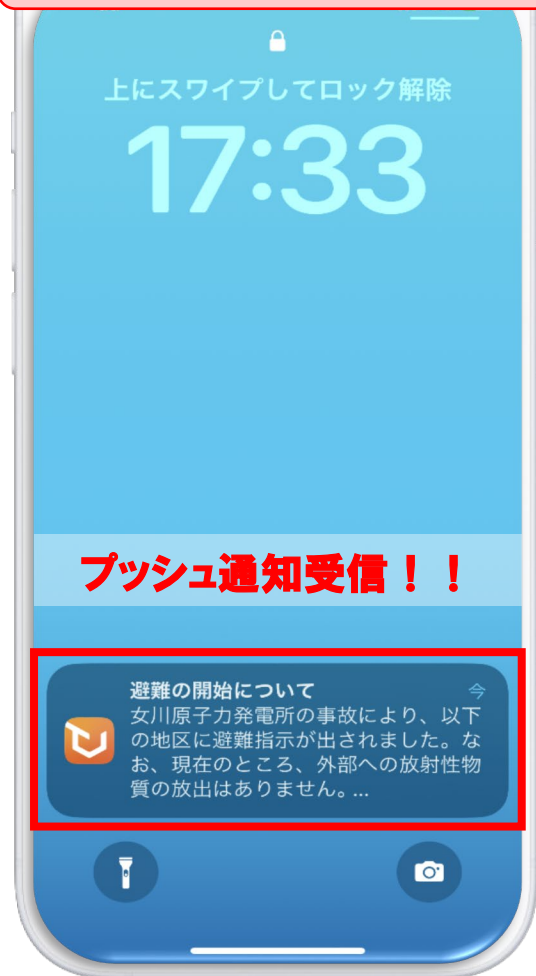 上にスワイプしてロック解除
17:33
プッシュ通知受信！！
避難の開始について
今
女川原子力発電所の事故により、以下
の地区に避難指示が出されました。な
お、現在のところ、外部への放射性物
質の放出はありません。...